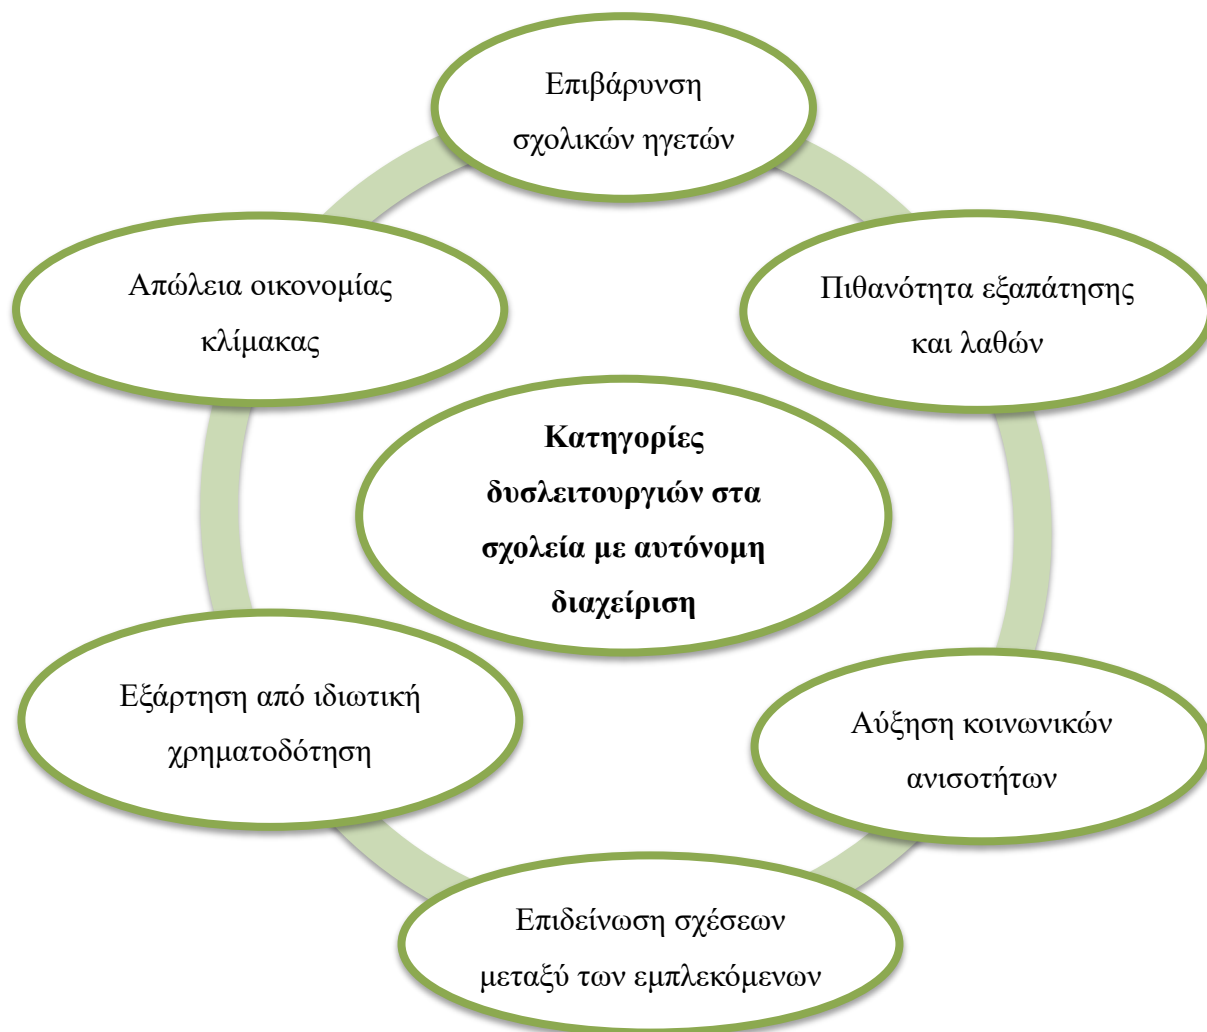 Επιβάρυνση
σχολικών ηγετών
Πιθανότητα εξαπάτησης
και λαθών
Αύξηση κοινωνικών
ανισοτήτων
Επιδείνωση σχέσεων
μεταξύ των εμπλεκόμενων
Εξάρτηση από ιδιωτική
χρηματοδότηση
Απώλεια οικονομίας
κλίμακας
Κατηγορίες
δυσλειτουργιών στα
σχολεία με αυτόνομη
διαχείριση